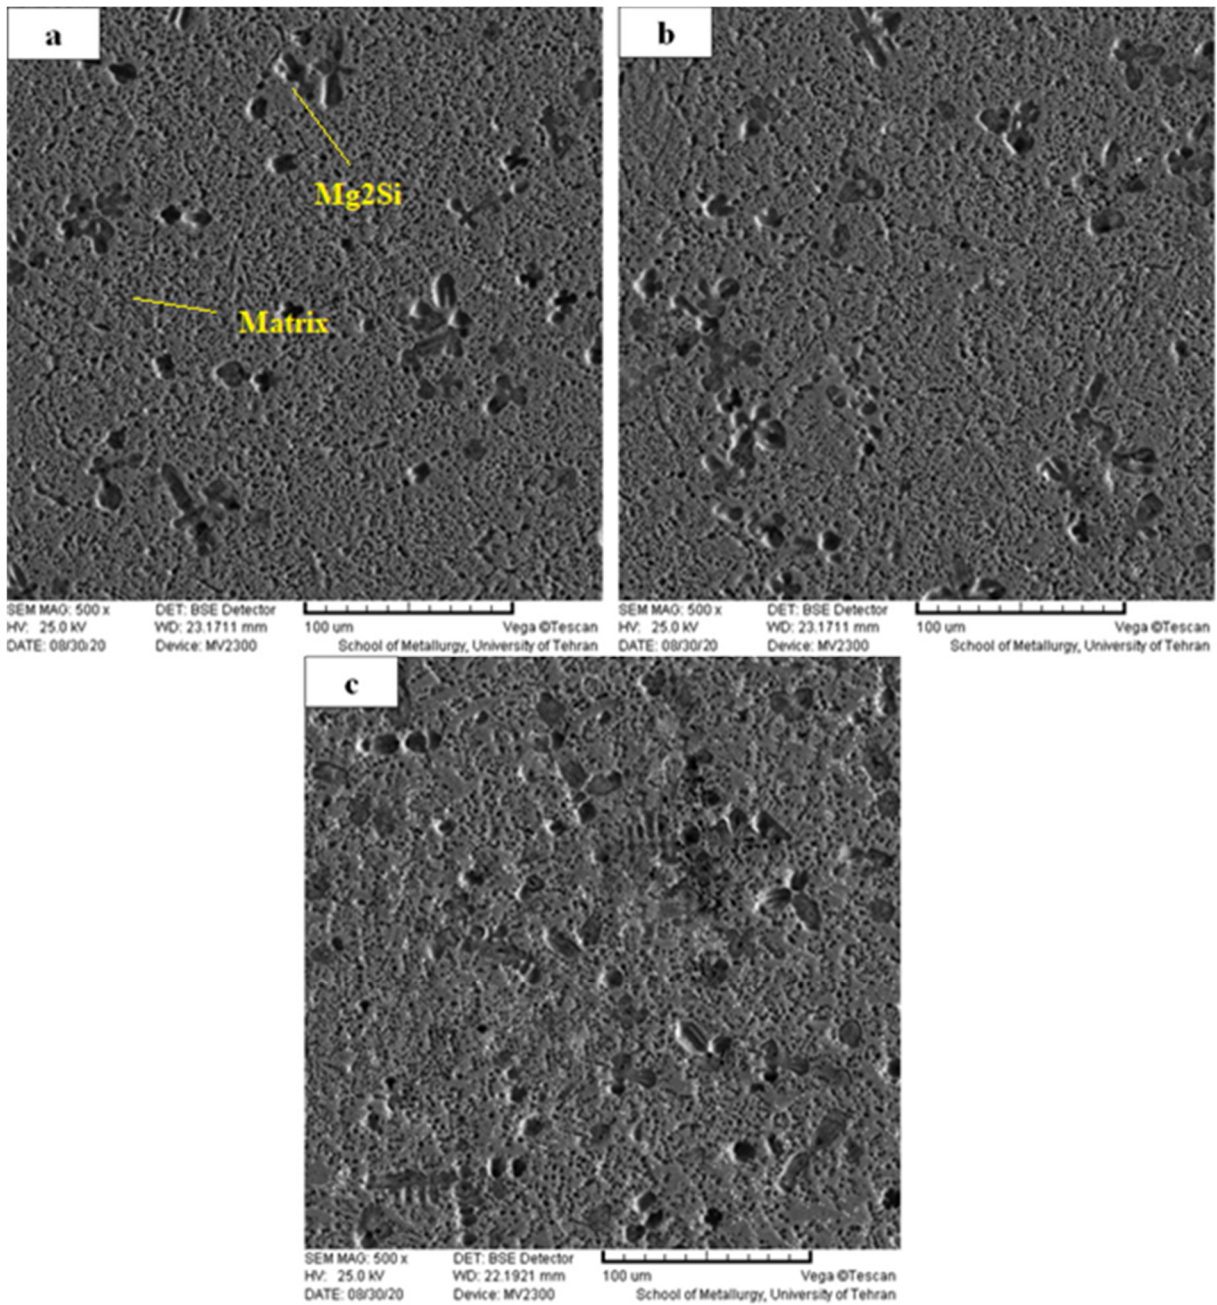 a
b
Mg2Si
Matrix
SEM MAG: 500 x DET: BSE Detector
HV: 25.0 kV WD: 23.1711 mm 100 um Vega ©Tescan
DATE: 08/30/20 Device: MV2300 School of Metallurgy, University of Tehran
SEM MAG: 500 x DET: BSE Detector
HV: 25.0 kV WD: 23.1711 mm 100 um Vega ©Tescan
DATE: 08/30/20 Device: MV2300 School of Metallurgy, University of Tehran
c
SEM MAG: 500 x DET: BSE Detector
HV: 25.0 kV WD: 22.1921 mm 100 um Vega ©Tescan
DATE: 08/30/20 Device: MV2300 School of Metallurgy, University of Tehran